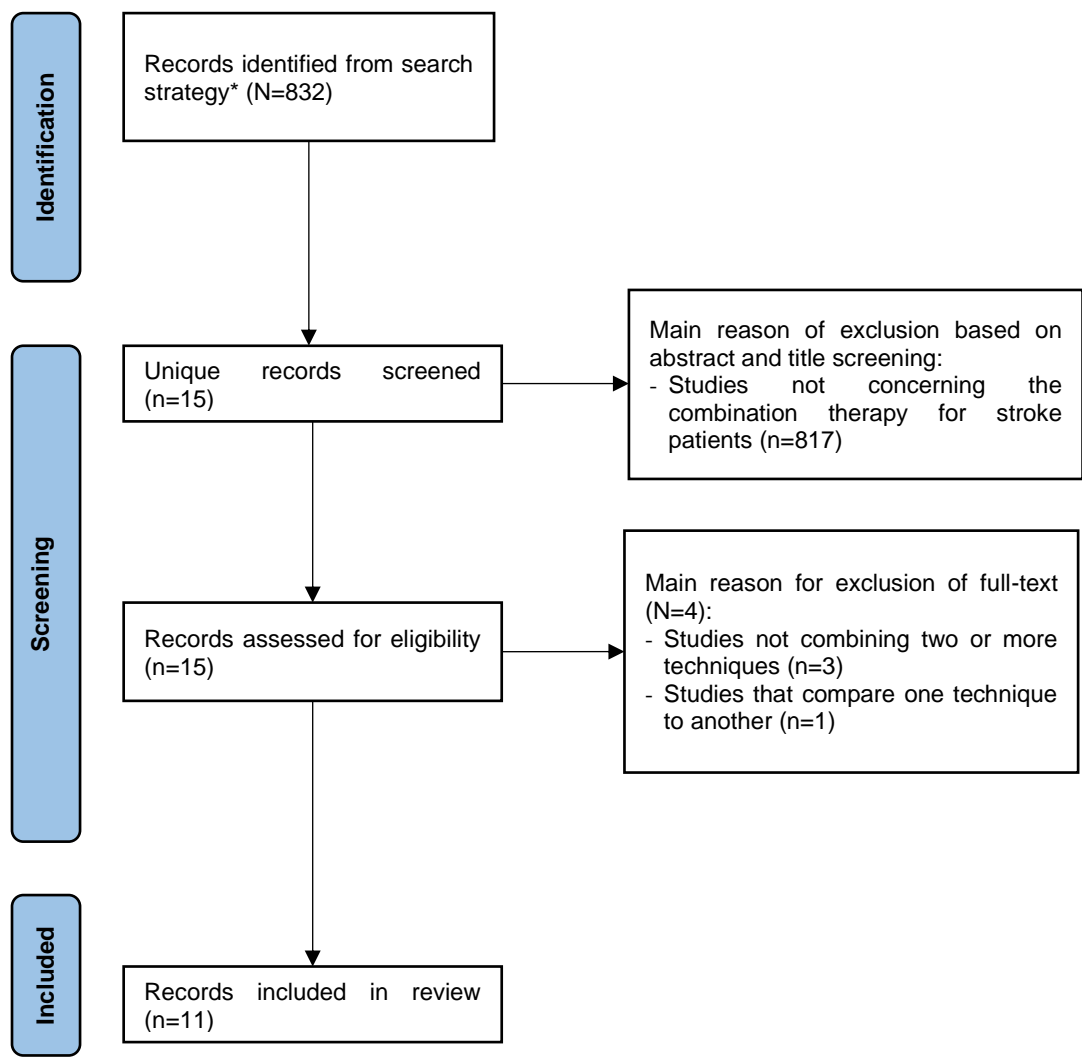 Identification
Records identified from search
strategy* (N=832)
Screening
Unique records screened
(n=15)
Main reason of exclusion based on
abstract and title screening:
- Studies not concerning the
combination therapy for stroke
patients (n=817)
Records assessed for eligibility
(n=15)
Main reason for exclusion of full-text
(N=4):
- Studies not combining two or more
techniques (n=3)
- Studies that compare one technique
to another (n=1)
Included
Records included in review
(n=11)